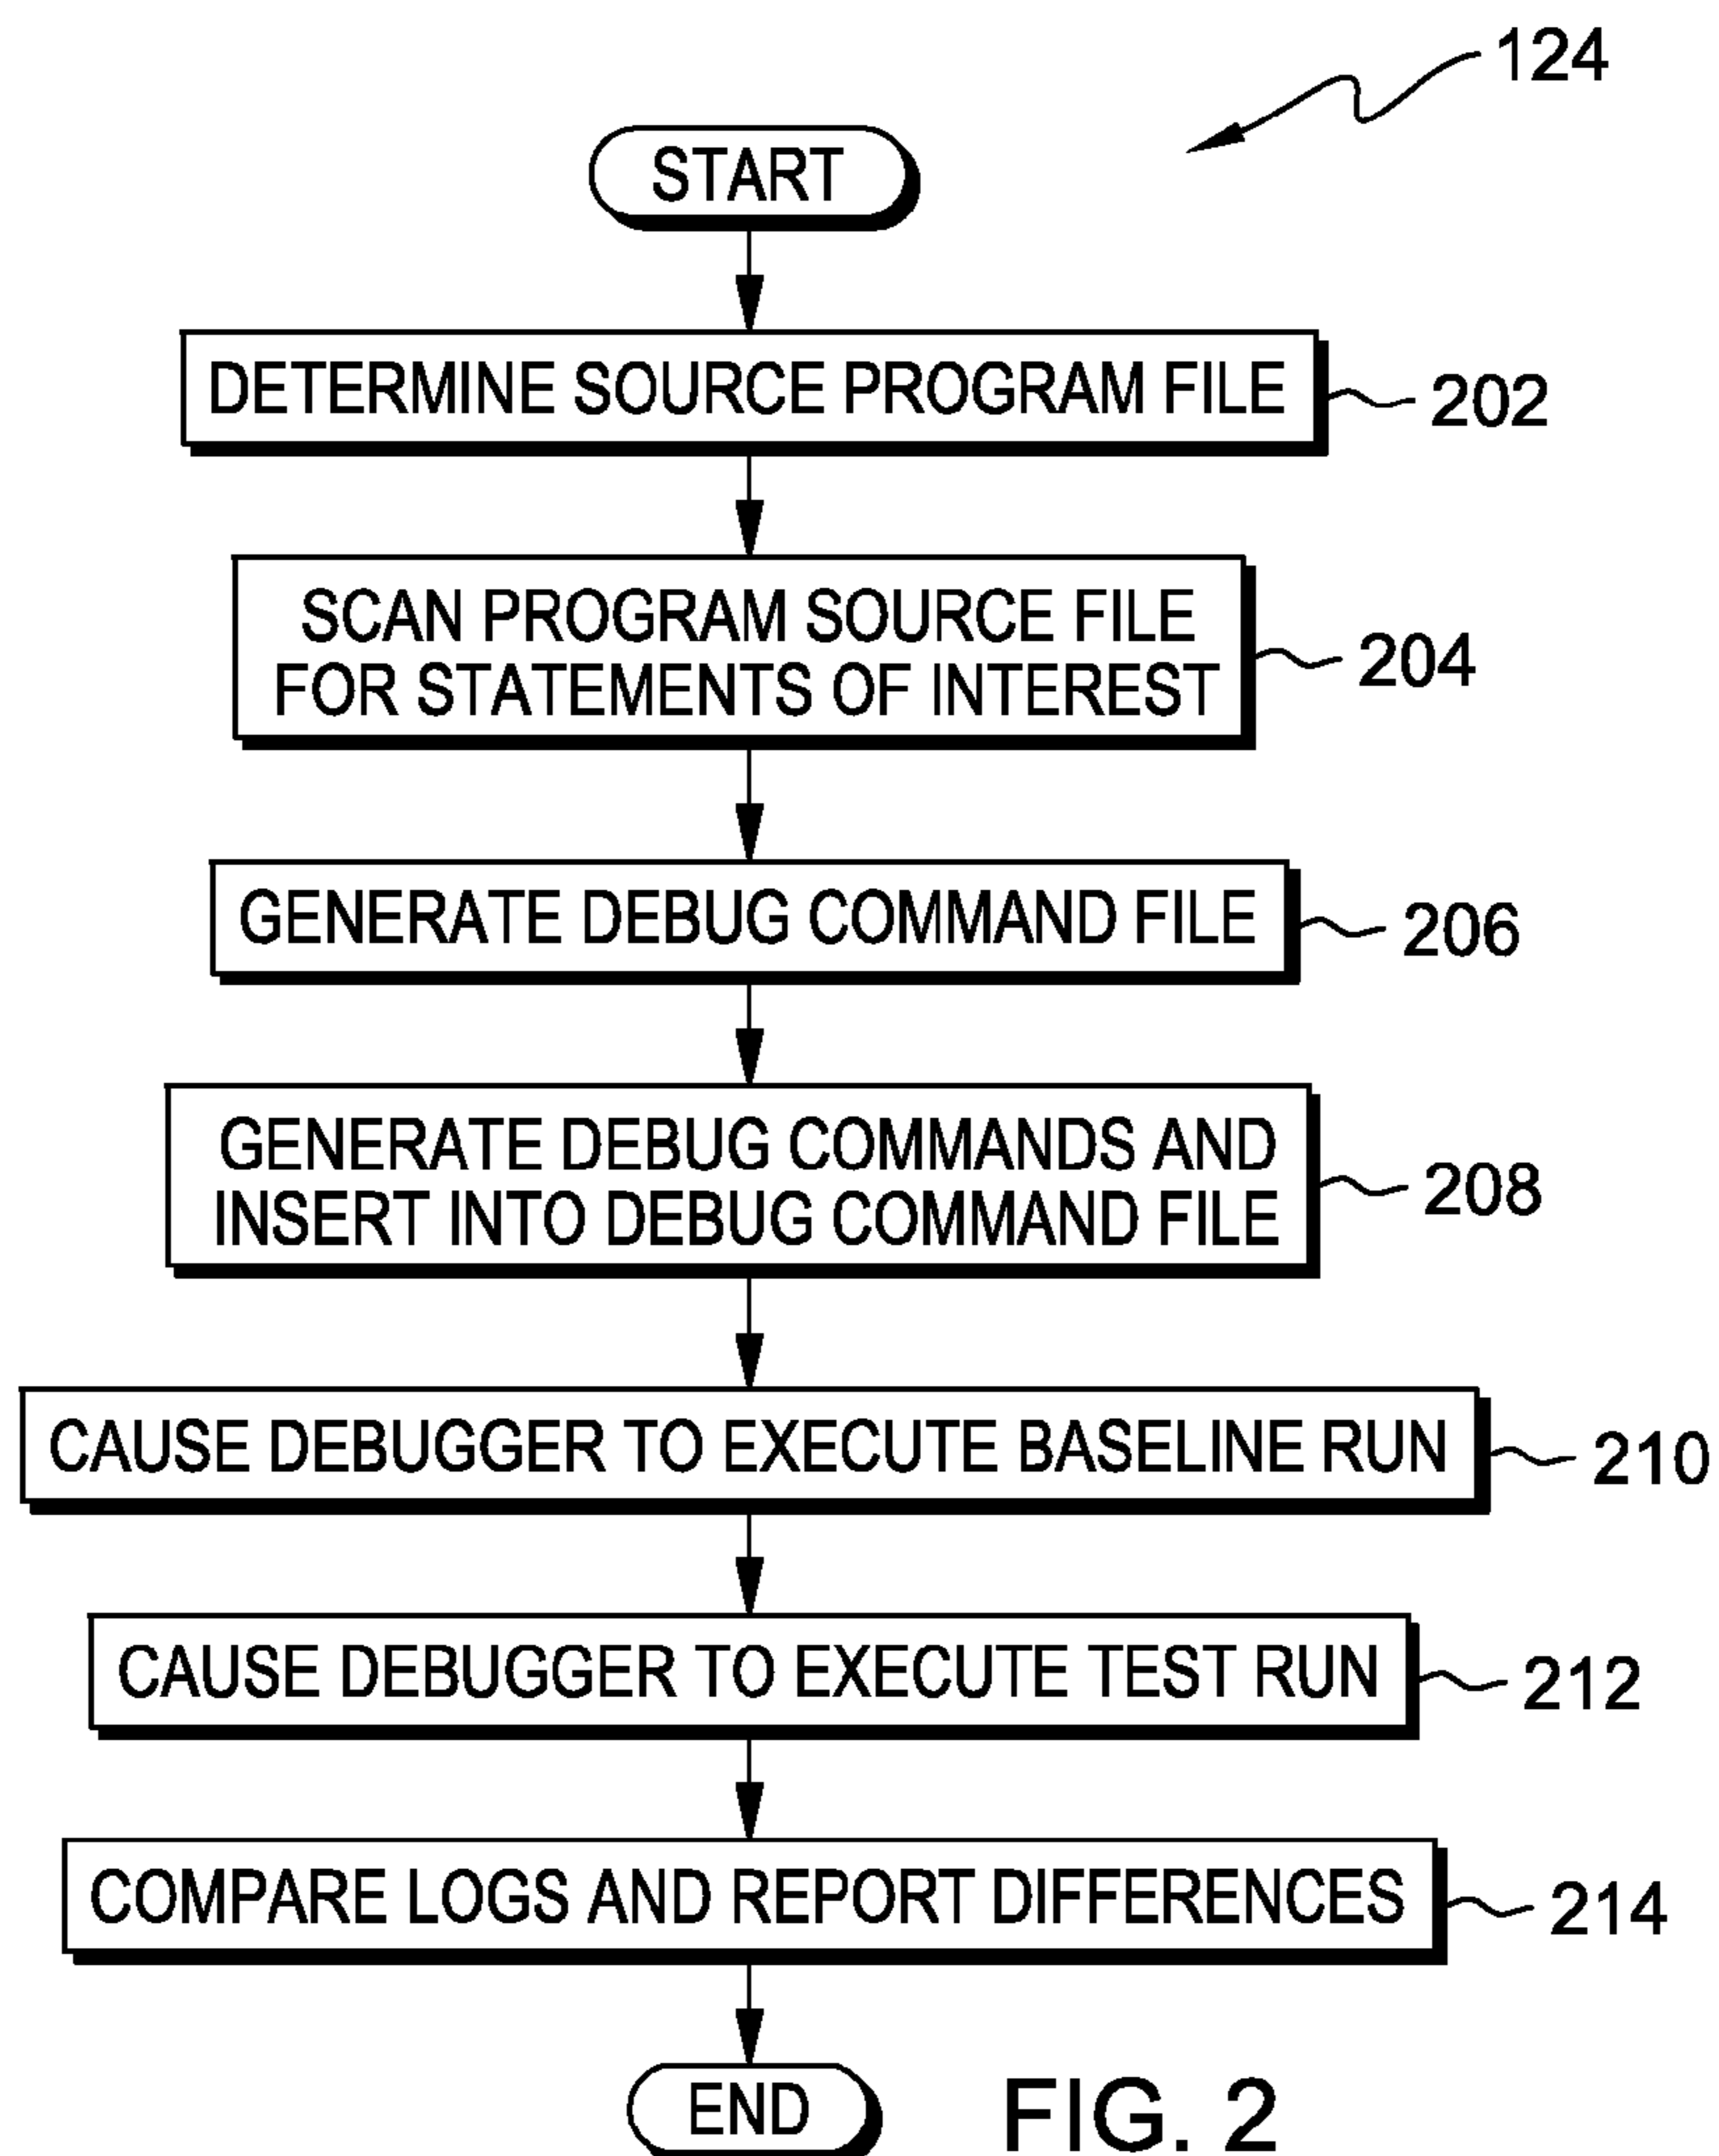 124
START
DETERMINE SOURCE PROGRAM FILE
202
SCAN PROGRAM SOURCE FILE
FOR STATEMENTS OF INTEREST
204
GENERATE DEBUG COMMAND FILE
206
GENERATE DEBUG COMMANDS AND
INSERT INTO DEBUG COMMAND FILE
208
CAUSE DEBUGGER TO EXECUTE BASELINE RUN
210
CAUSE DEBUGGER TO EXECUTE TEST RUN
212
COMPARE LOGS AND REPORT DIFFERENCES
214
END
FIG. 2